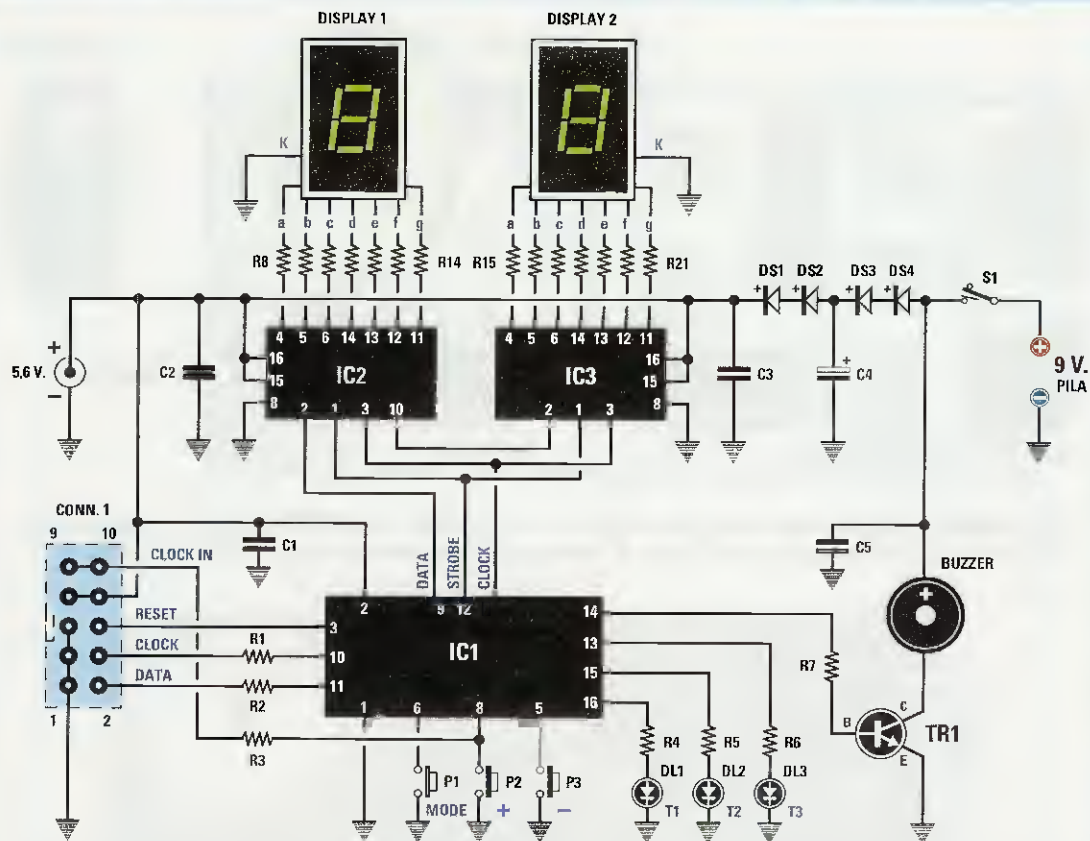 DISPLAY 1
DISPLAY 2
K
K
a b c d e f g
a b c d e f g
R8
R14
R15
R21
DS1 DS2 DS3 DS4
S1
+
+ + + +
5,6 V.
-
C2
4 5 6 14 13 12 11
16
15
8
IC2
2 1 3 10
4 5 6 14 13 12 11
16
15
8
IC3
2 1 3
C3
+
C4
+
9 V.
PILA
-
CONN. 1
9 10
CLOCK IN
C1
DATA
STROBE
CLOCK
C5
BUZZER
+
RESET
CLOCK
DATA
R1
R2
R3
1 2
2 9 12
3
10
11
IC1
14
13
15
16
1 6 8 5
R7
B
C
E
TR1
R4 R5 R6
P1
P2
P3
MODE
+
-
DL1 DL2 DL3
T1 T2 T3